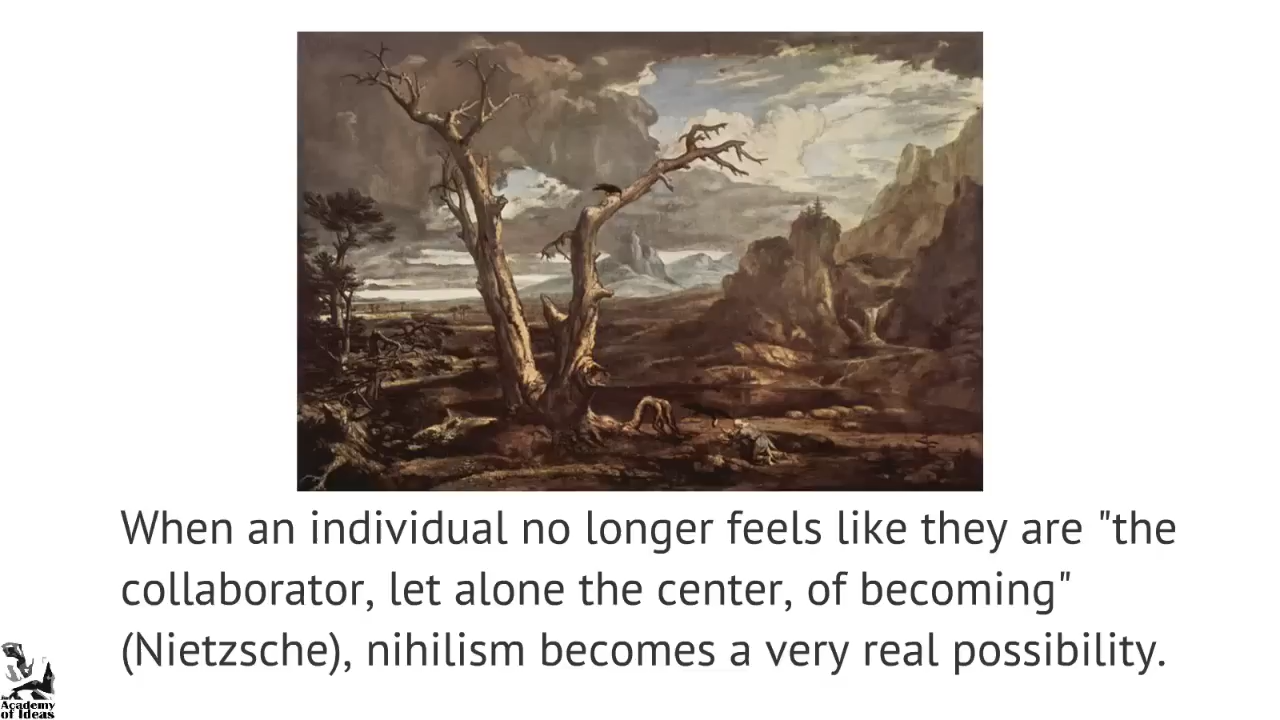 When an individual no longer feels like they are "the
collaborator, let alone the center, of becoming"
(Nietzsche), nihilism becomes a very real possibility.
Academy
of Ideas